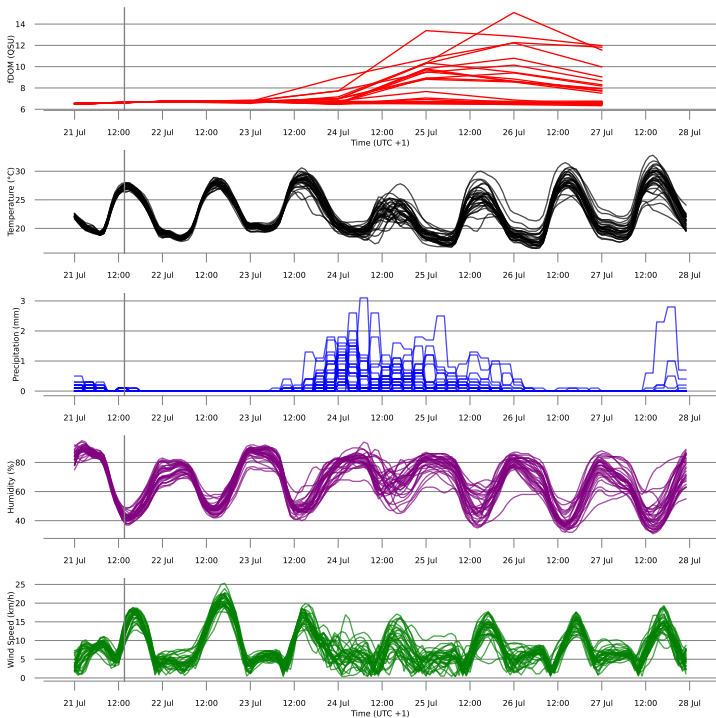 fDOM (QSU)
14
12
10
8
6
21 Jul 12:00 22 Jul 12:00 23 Jul 12:00 24 Jul 12:00 25 Jul 12:00 26 Jul 12:00 27 Jul 12:00 28 Jul
Time (UTC +1)
Temperature (°C)
30
25
20
21 Jul 12:00 22 Jul 12:00 23 Jul 12:00 24 Jul 12:00 25 Jul 12:00 26 Jul 12:00 27 Jul 12:00 28 Jul
Precipitation (mm)
3
2
1
0
21 Jul 12:00 22 Jul 12:00 23 Jul 12:00 24 Jul 12:00 25 Jul 12:00 26 Jul 12:00 27 Jul 12:00 28 Jul
Humidity (%)
80
60
40
21 Jul 12:00 22 Jul 12:00 23 Jul 12:00 24 Jul 12:00 25 Jul 12:00 26 Jul 12:00 27 Jul 12:00 28 Jul
Wind Speed (km/h)
25
20
15
10
5
0
21 Jul 12:00 22 Jul 12:00 23 Jul 12:00 24 Jul 12:00 25 Jul 12:00 26 Jul 12:00 27 Jul 12:00 28 Jul
Time (UTC +1)